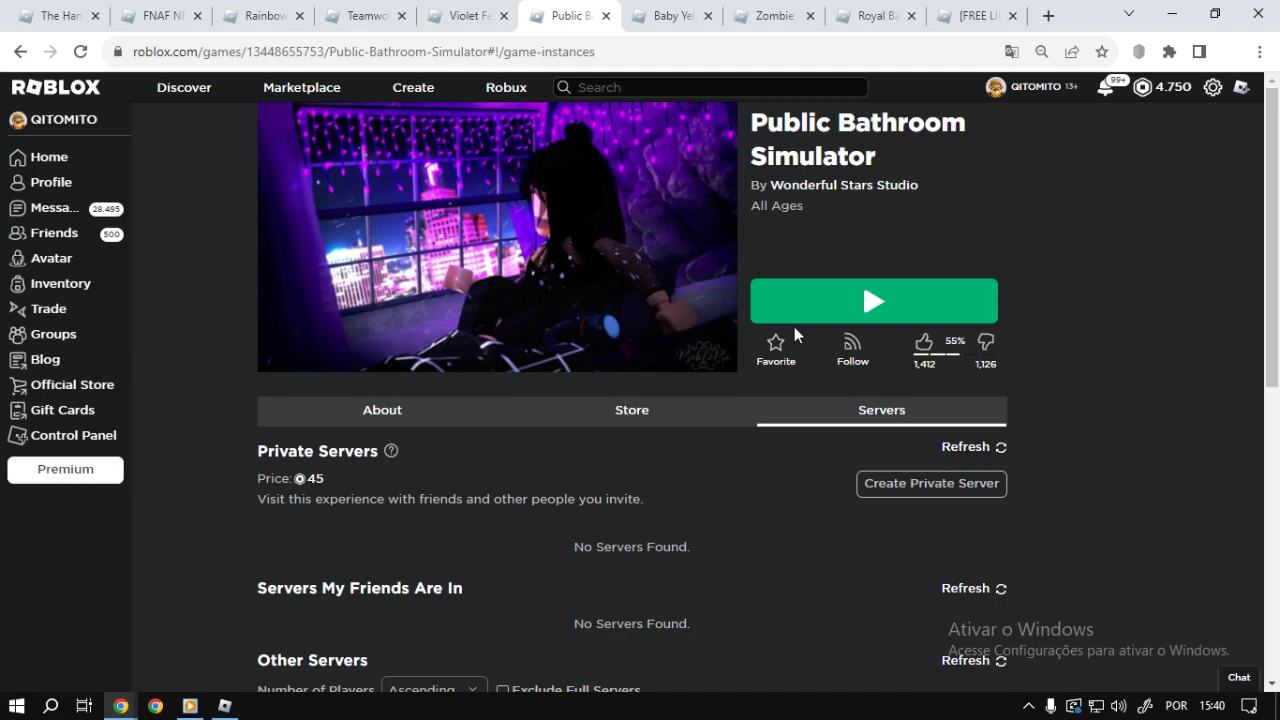 The Han
FNAF NE
Rainbow
Teamwo
Violet Fe
Public B
Baby Yel
Zombie
Royal Ba
[FREE LI
roblox.com/games/13448655753/Public-Bathroom-Simulator#!/game-instances
ROBLOX
Discover
Marketplace
Create
Robux
Search
QITOMITO 13+
99+
4.750
QITOMITO
Home
Profile
Messa... 28.495
Friends 500
Avatar
Inventory
Trade
Groups
Blog
Official Store
Gift Cards
Control Panel
Premium
Public Bathroom
Simulator
By Wonderful Stars Studio
All Ages
Favorite
Follow
55%
1,412
1,126
About
Store
Servers
Private Servers
Refresh
Price: 45
Create Private Server
Visit this experience with friends and other people you invite.
No Servers Found.
Servers My Friends Are In
Refresh
No Servers Found.
Ativar o Windows
Acesse Configurações para ativar o Windows.
Other Servers
Refresh
Number of Players
Ascending
Exclude Full Servers
Chat
POR
15:40